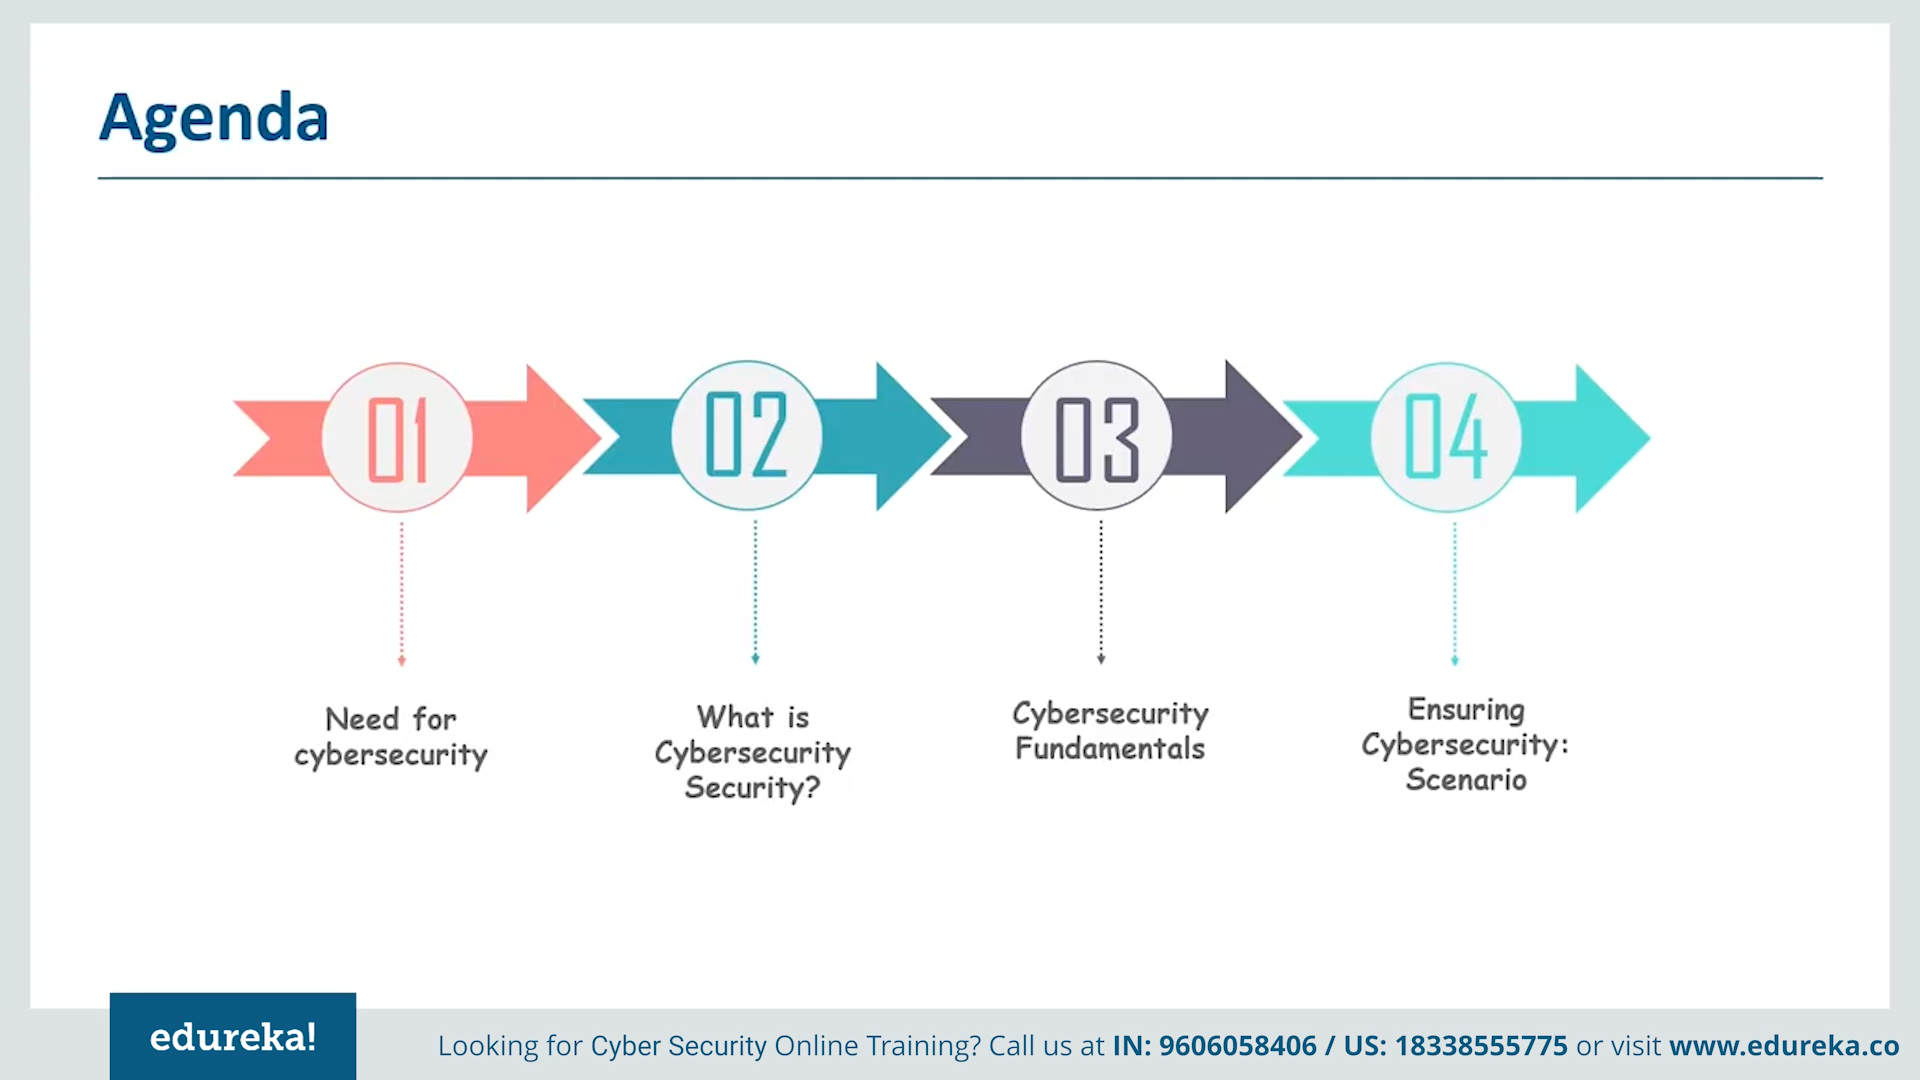 Agenda
01
02
03
04
Need for
cybersecurity
What is
Cybersecurity
Security?
Cybersecurity
Fundamentals
Ensuring
Cybersecurity:
Scenario
edureka!
Looking for Cyber Security Online Training? Call us at IN: 9606058406 / US: 18338555775 or visit www.edureka.co